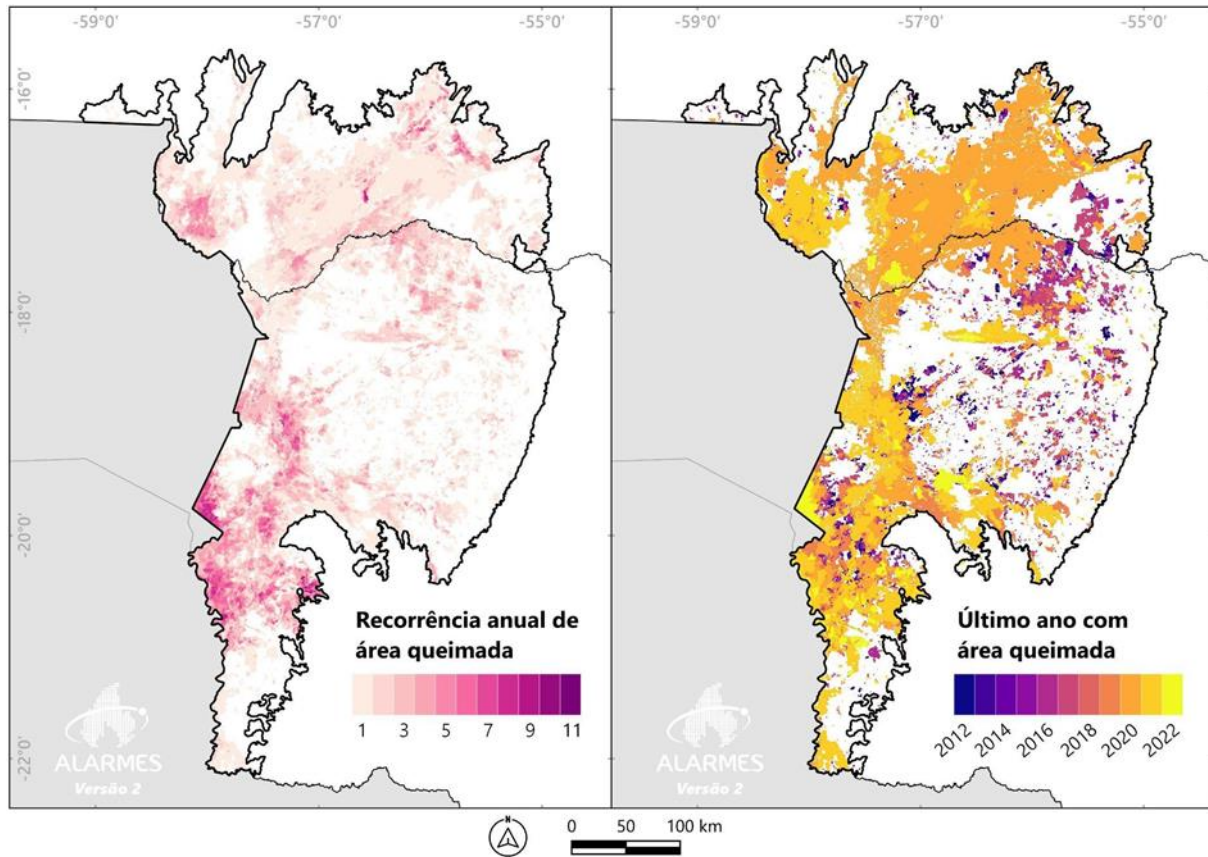 -59°0' -57°0' -55°0' -57°0' -55°0'
-59°0'
-16°0'
-18°0'
-20°0'
-22°0'
Recorrência anual de
área queimada
1 3 5 7 9 11
ALARMES
Versão 2
Último ano com
área queimada
2012 2014 2016 2018 2020 2022
ALARMES
Versão 2
0 50 100 km